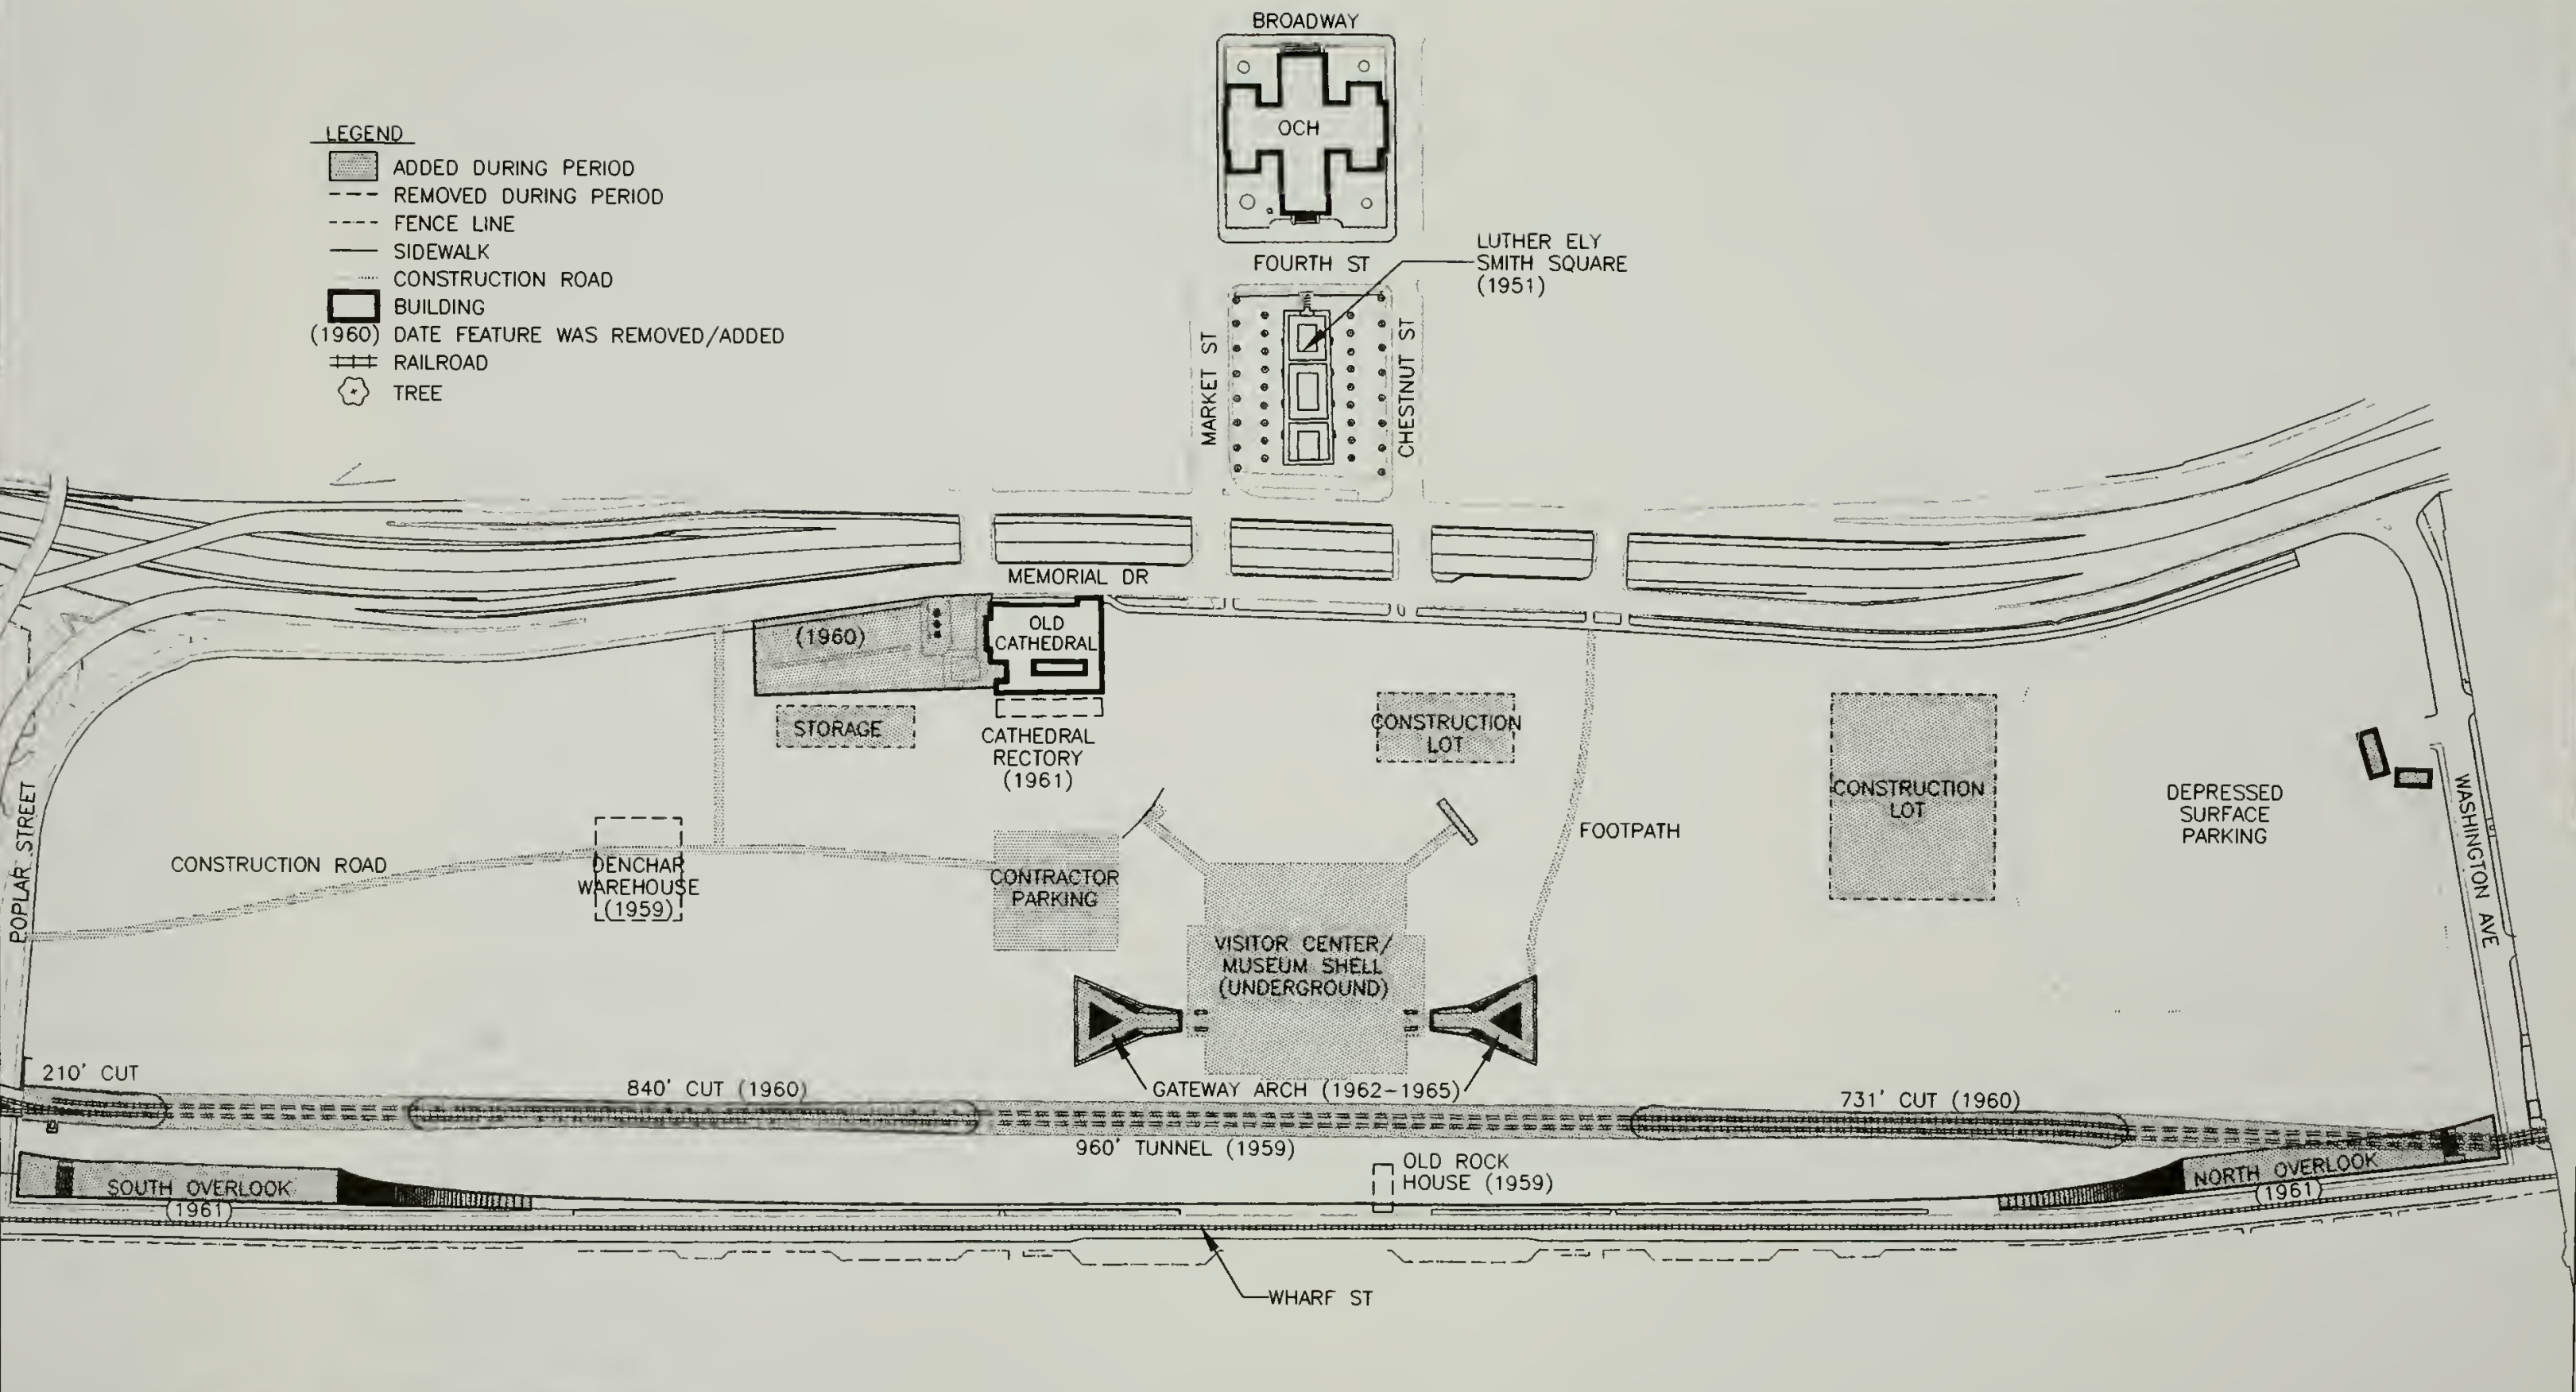 BROADWAY
OCH
LEGEND
ADDED DURING PERIOD
REMOVED DURING PERIOD
FENCE LINE
SIDEWALK
CONSTRUCTION ROAD
BUILDING
(1960) DATE FEATURE WAS REMOVED/ADDED
RAILROAD
TREE
FOURTH ST
LUTHER ELY
SMITH SQUARE
(1951)
MARKET ST
CHESTNUT ST
MEMORIAL DR
(1960)
OLD
CATHEDRAL
STORAGE
CATHEDRAL
RECTORY
(1961)
CONSTRUCTION
LOT
CONSTRUCTION
LOT
DEPRESSED
SURFACE
PARKING
WASHINGTON AVE
POPLAR STREET
CONSTRUCTION ROAD
DENCHAR
WAREHOUSE
(1959)
CONTRACTOR
PARKING
FOOTPATH
VISITOR CENTER/
MUSEUM SHELL
(UNDERGROUND)
210' CUT
840' CUT (1960)
GATEWAY ARCH (1962-1965)
731' CUT (1960)
960' TUNNEL (1959)
OLD ROCK
HOUSE (1959)
SOUTH OVERLOOK
(1961)
NORTH OVERLOOK
(1961)
WHARF ST